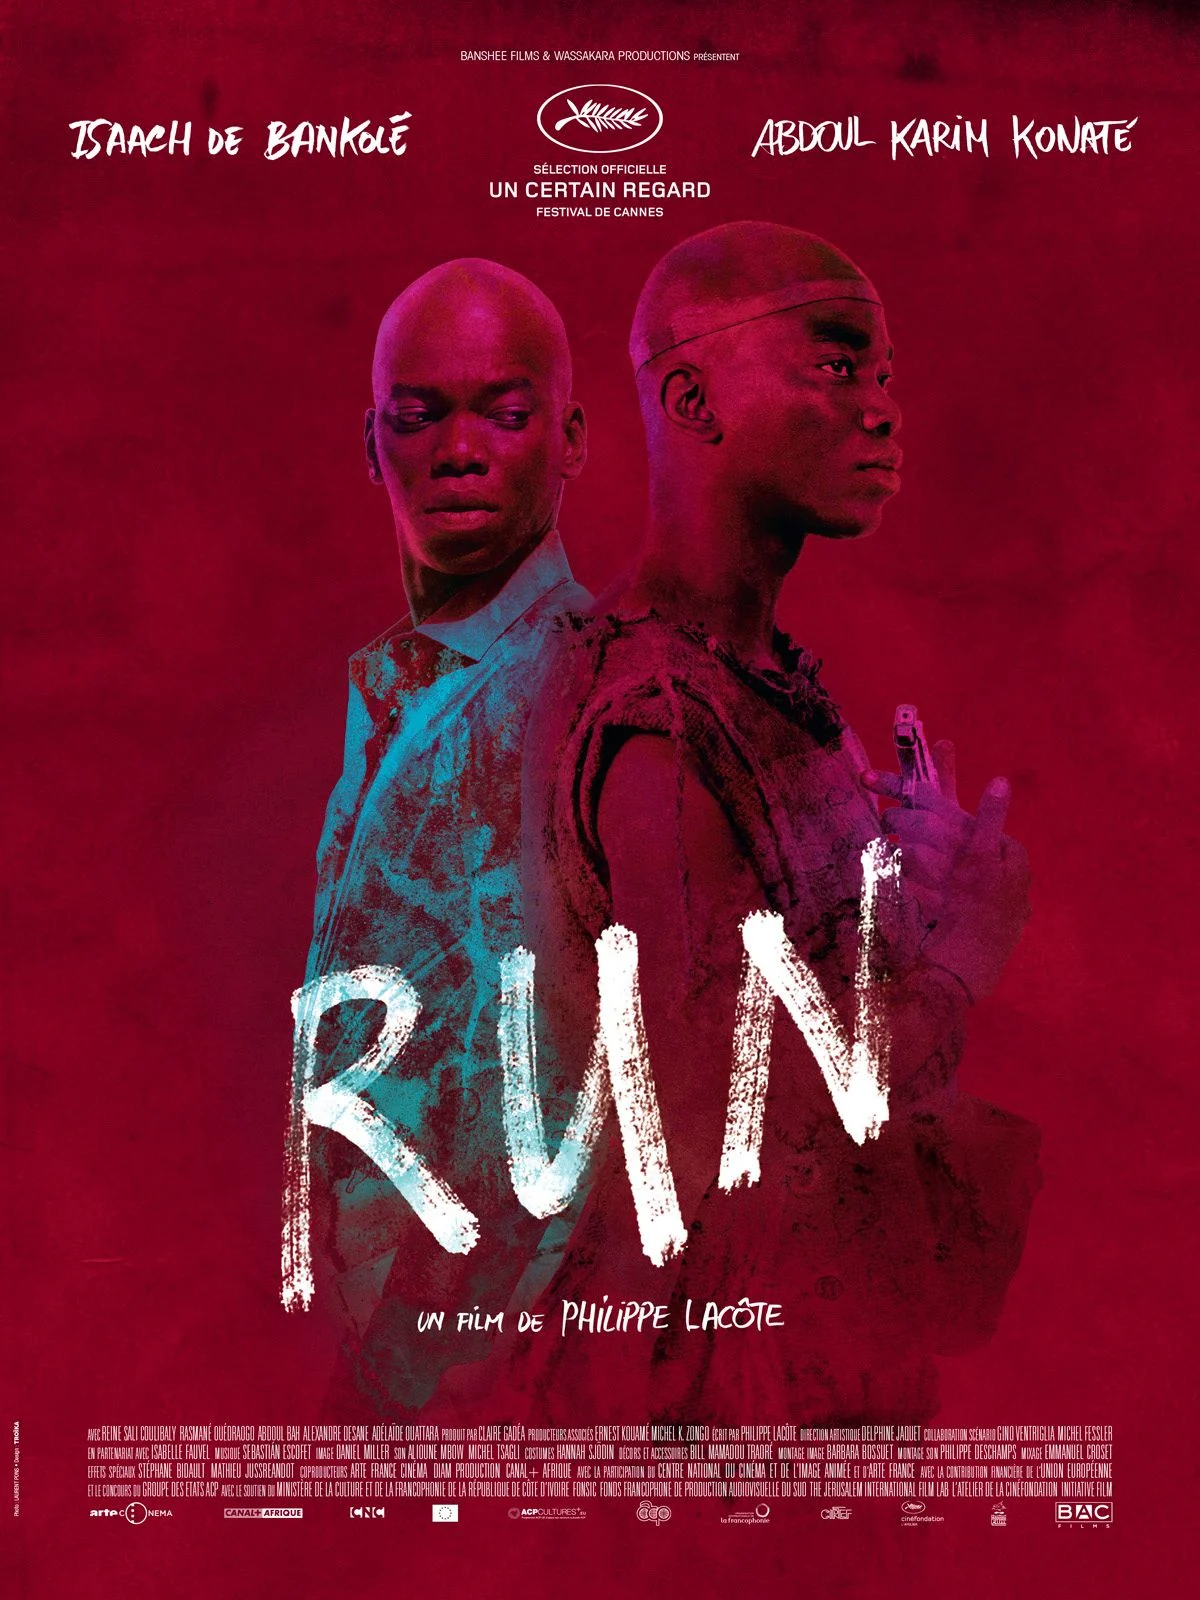 BANSHEE FILMS & WASSAKARA PRODUCTIONS PRÉSENTENT
ISAACH DE BANKOLÉ
ABDOUL KARIM KONATÉ
SÉLECTION OFFICIELLE
UN CERTAIN REGARD
FESTIVAL DE CANNES
RUN
UN FILM DE PHILIPPE LACÔTE
AVEC REINE SALI COULIBALY RASMANÉ OUÉDRAOGO ABDOUL BAH ALEXANDRE DESANE ADÉLAÏDE OUATTARA PRODUIT PAR CLAIRE GADÉA PRODUCTEURS ASSOCIÉS ERNEST KOUAMÉ MICHEL K. ZONGO ÉCRIT PAR PHILIPPE LACÔTE DIRECTION ARTISTIQUE DELPHINE JAQUET COLLABORATION SCÉNARIO GINO VENTRIGLIA MICHEL FESSLER
EN PARTENARIAT AVEC ISABELLE FAUVEL MUSIQUE SEBASTIÁN ESCOFET IMAGE DANIEL MILLER SON ALIOUNE MBOW MICHEL TSAGLI COSTUMES HANNAH SJÖDIN DÉCORS ET ACCESSOIRES BILL MAMADOU TRAORÉ MONTAGE IMAGE BARBARA BOSSUET MONTAGE SON PHILIPPE DESCHAMPS MIXAGE EMMANUEL CROSET
EFFETS SPÉCIAUX STÉPHANE BIDAULT MATHIEU JUSSREANDOT COPRODUCTEURS ARTE FRANCE CINÉMA DIAM PRODUCTION CANAL+ AFRIQUE AVEC LA PARTICIPATION DU CENTRE NATIONAL DU CINÉMA ET DE L'IMAGE ANIMÉE ET D'ARTE FRANCE AVEC LA CONTRIBUTION FINANCIÈRE DE L'UNION EUROPÉENNE
ET LE CONCOURS DU GROUPE DES ETATS ACP AVEC LE SOUTIEN DU MINISTÈRE DE LA CULTURE ET DE LA FRANCOPHONIE DE LA RÉPUBLIQUE DE CÔTE D'IVOIRE FONSIC FONDS FRANCOPHONE DE PRODUCTION AUDIOVISUELLE DU SUD THE JERUSALEM INTERNATIONAL FILM LAB L'ATELIER DE LA CINÉFONDATION INITIATIVE FILM
arte CINEMA
CANAL+ AFRIQUE
CNC
ACPCULTURES+
la francophonie
cinéfondation
L'ATELIER
BAC
FILMS
TROÏKA